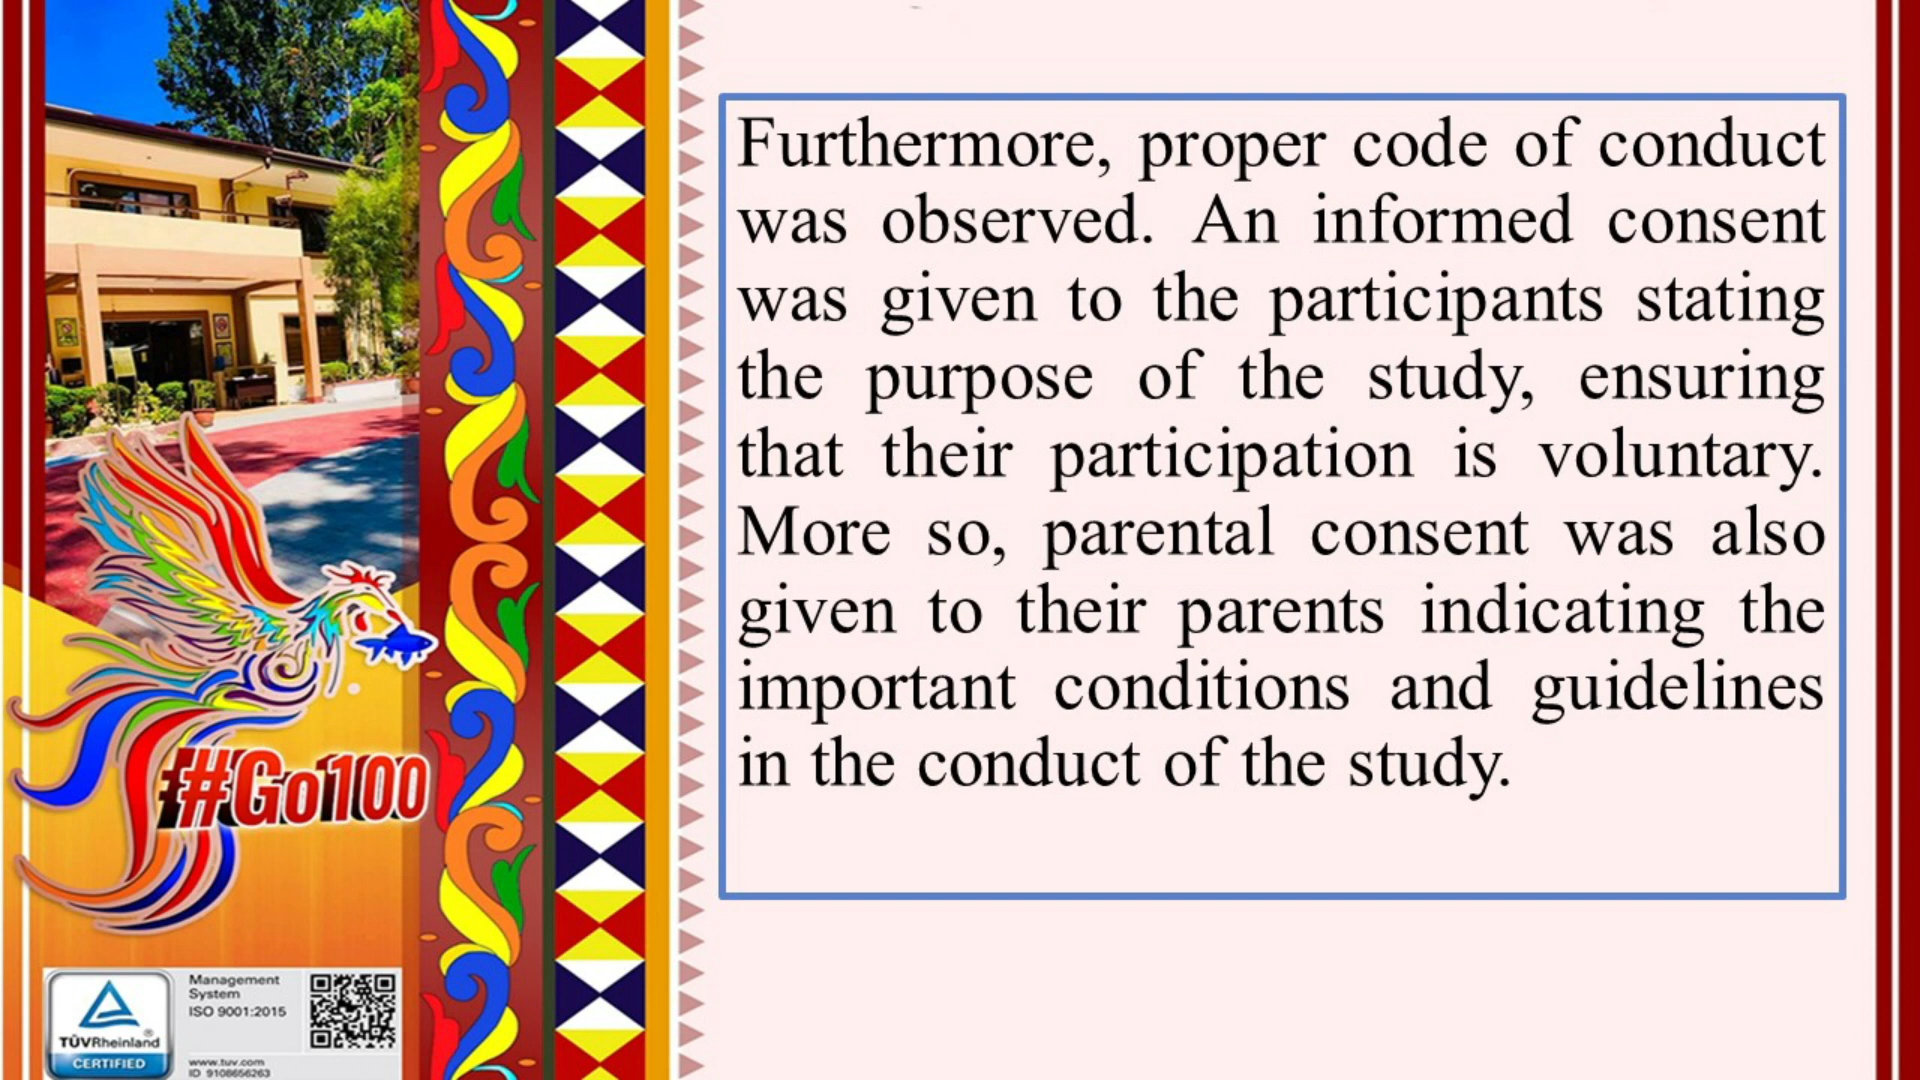 Furthermore, proper code of conduct
was observed. An informed consent
was given to the participants stating
the purpose of the study, ensuring
that their participation is voluntary.
More so, parental consent was also
given to their parents indicating the
important conditions and guidelines
in the conduct of the study.
#Go100
Management
System
ISO 9001:2015
TÜVRheinland
CERTIFIED
www.tuv.com
ID 9108656263